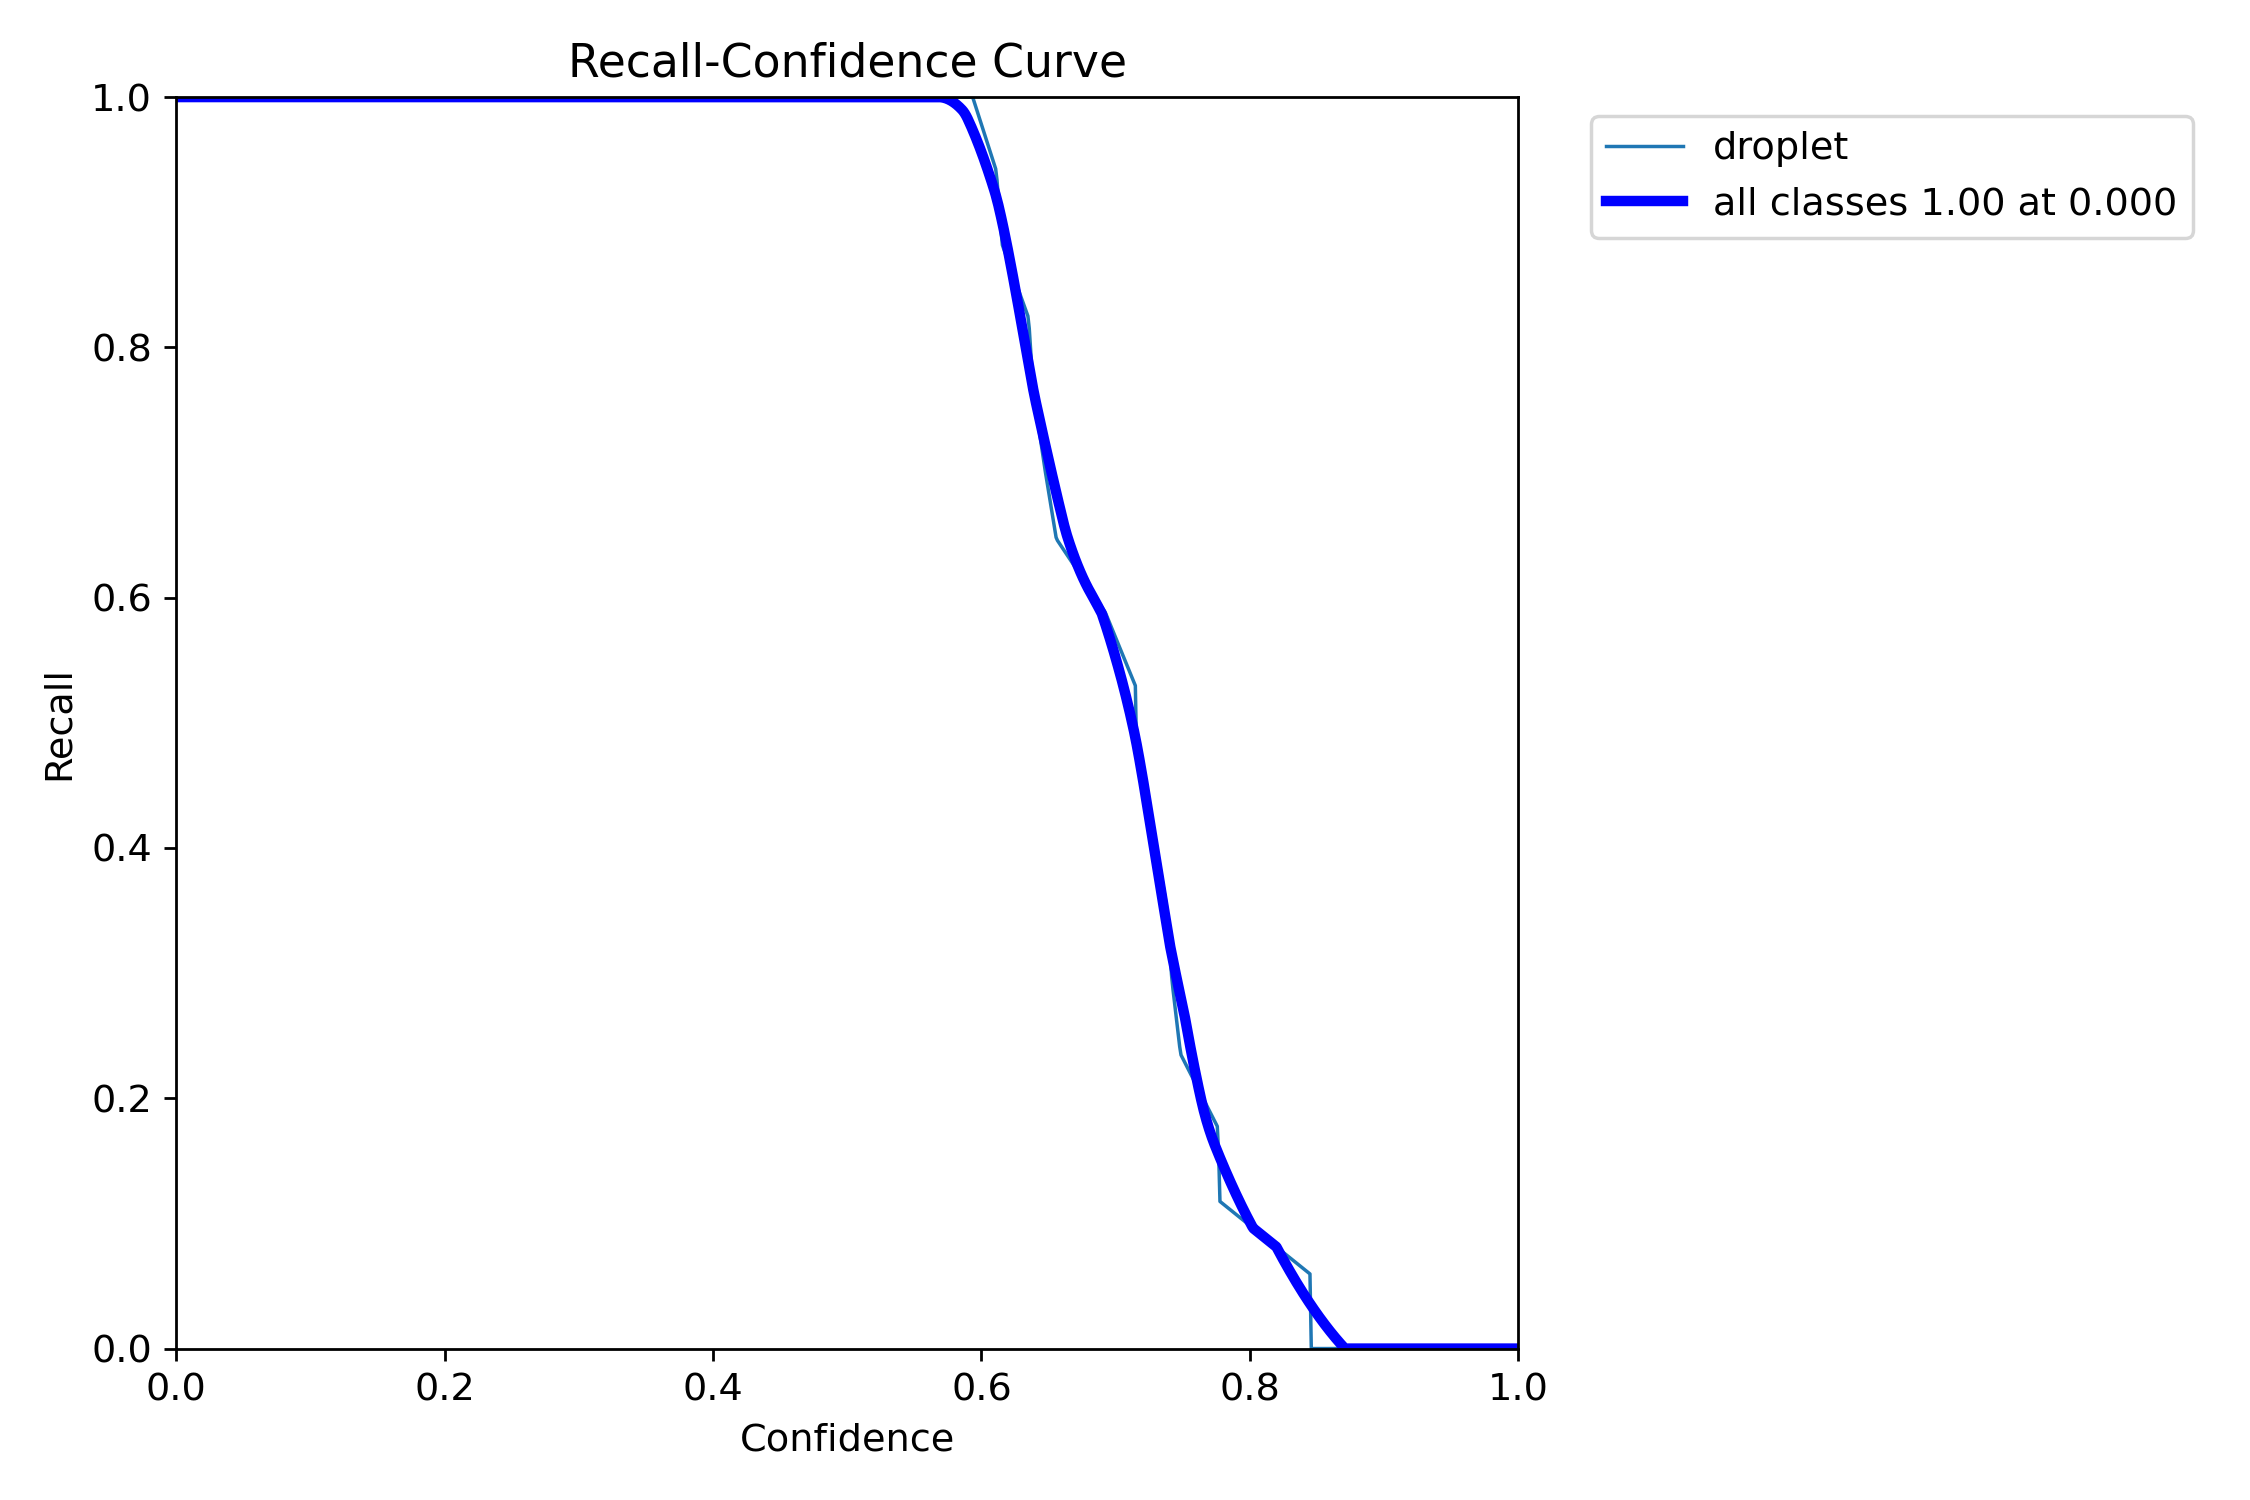 Recall-Confidence Curve
1.0
0.8
0.6
0.4
0.2
0.0
Recall
0.0 0.2 0.4 0.6 0.8 1.0
Confidence
droplet
all classes 1.00 at 0.000